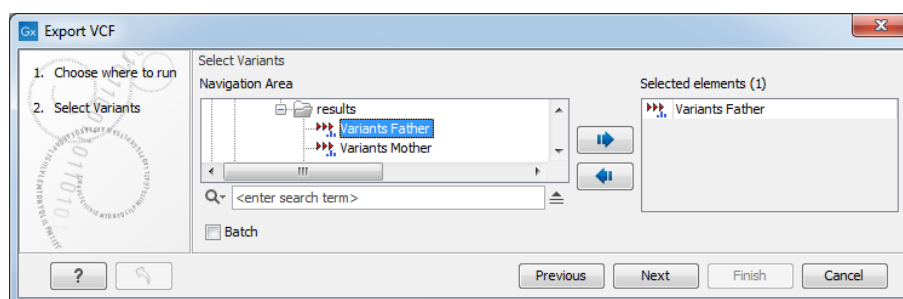 Gx Export VCF
1. Choose where to run
2. Select Variants
Select Variants
Navigation Area
results
Variants Father
Variants Mother
<enter search term>
Batch
Selected elements (1)
Variants Father
?
Previous
Next
Finish
Cancel